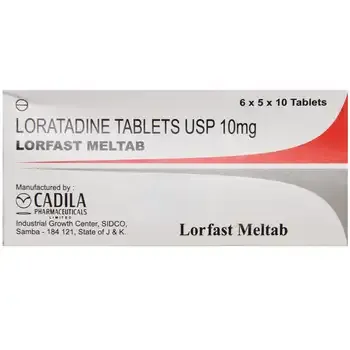 6 x 5 x 10 Tablets
LORATADINE TABLETS USP 10mg
LORFAST MELTAB
Manufactured by :
CADILA
PHARMACEUTICALS
LIMITED
Industrial Growth Center, SIDCO,
Samba - 184 121, State of J & K.
Lorfast Meltab